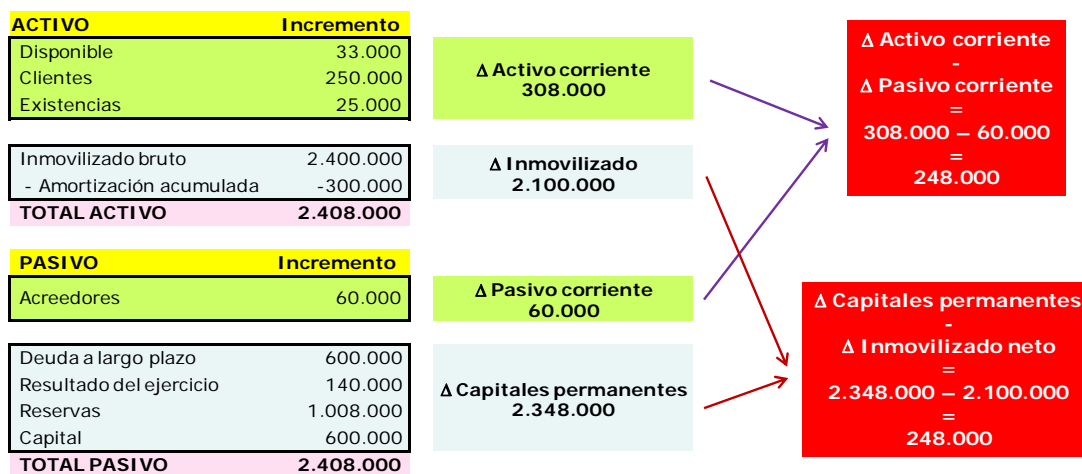 ACTIVO Incremento
Disponible 33.000
Clientes 250.000
Existencias 25.000
Inmovilizado bruto 2.400.000
- Amortización acumulada -300.000
TOTAL ACTIVO 2.408.000
PASIVO Incremento
Acreedores 60.000
Deuda a largo plazo 600.000
Resultado del ejercicio 140.000
Reservas 1.008.000
Capital 600.000
TOTAL PASIVO 2.408.000
Δ Activo corriente
308.000
Δ Inmovilizado
2.100.000
Δ Pasivo corriente
60.000
Δ Capitales permanentes
2.348.000
Δ Activo corriente
-
Δ Pasivo corriente
=
308.000 – 60.000
=
248.000
Δ Capitales permanentes
-
Δ Inmovilizado neto
=
2.348.000 – 2.100.000
=
248.000